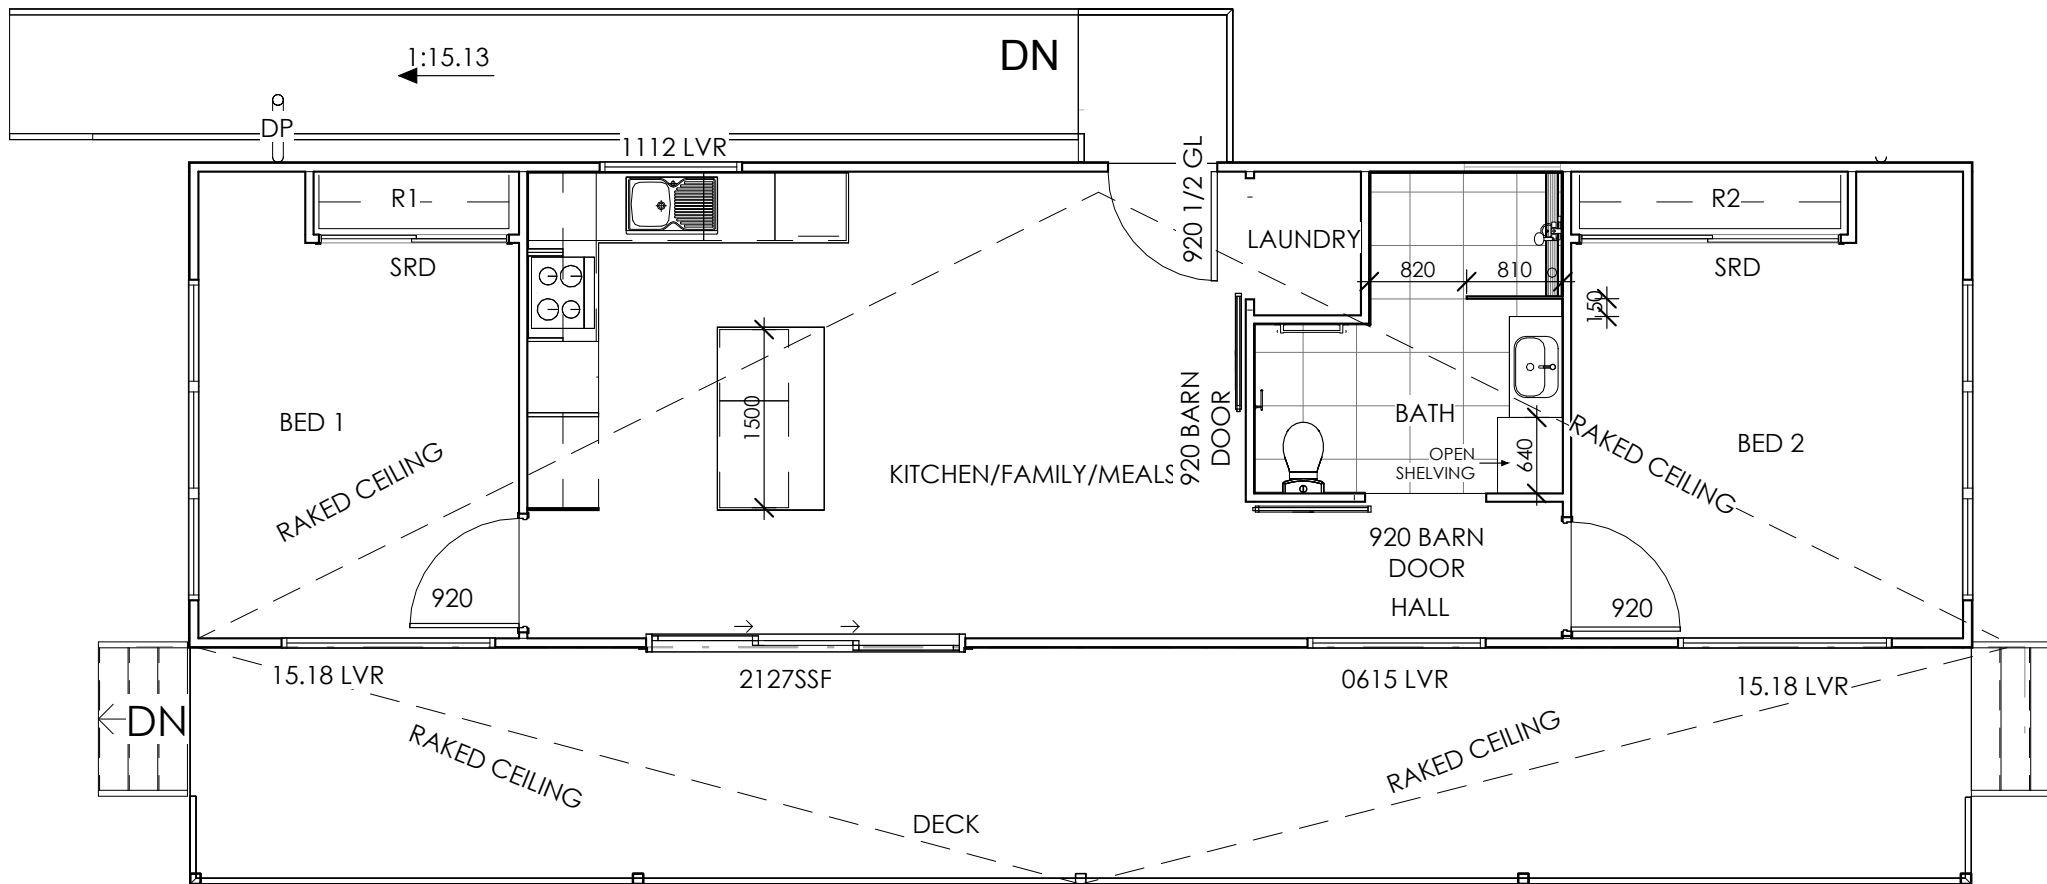 1:15.13
DN
DP
1112 LVR
920 1/2 GL
R1
R2
SRD
LAUNDRY
SRD
820
810
150
BED 1
RAKED CEILING
1500
KITCHEN/FAMILY/MEALS
920 BARN
DOOR
BATH
OPEN
SHELVING
640
RAKED CEILING
BED 2
920 BARN
DOOR
HALL
920
920
15.18 LVR
2127SSF
0615 LVR
15.18 LVR
DN
RAKED CEILING
RAKED CEILING
DECK